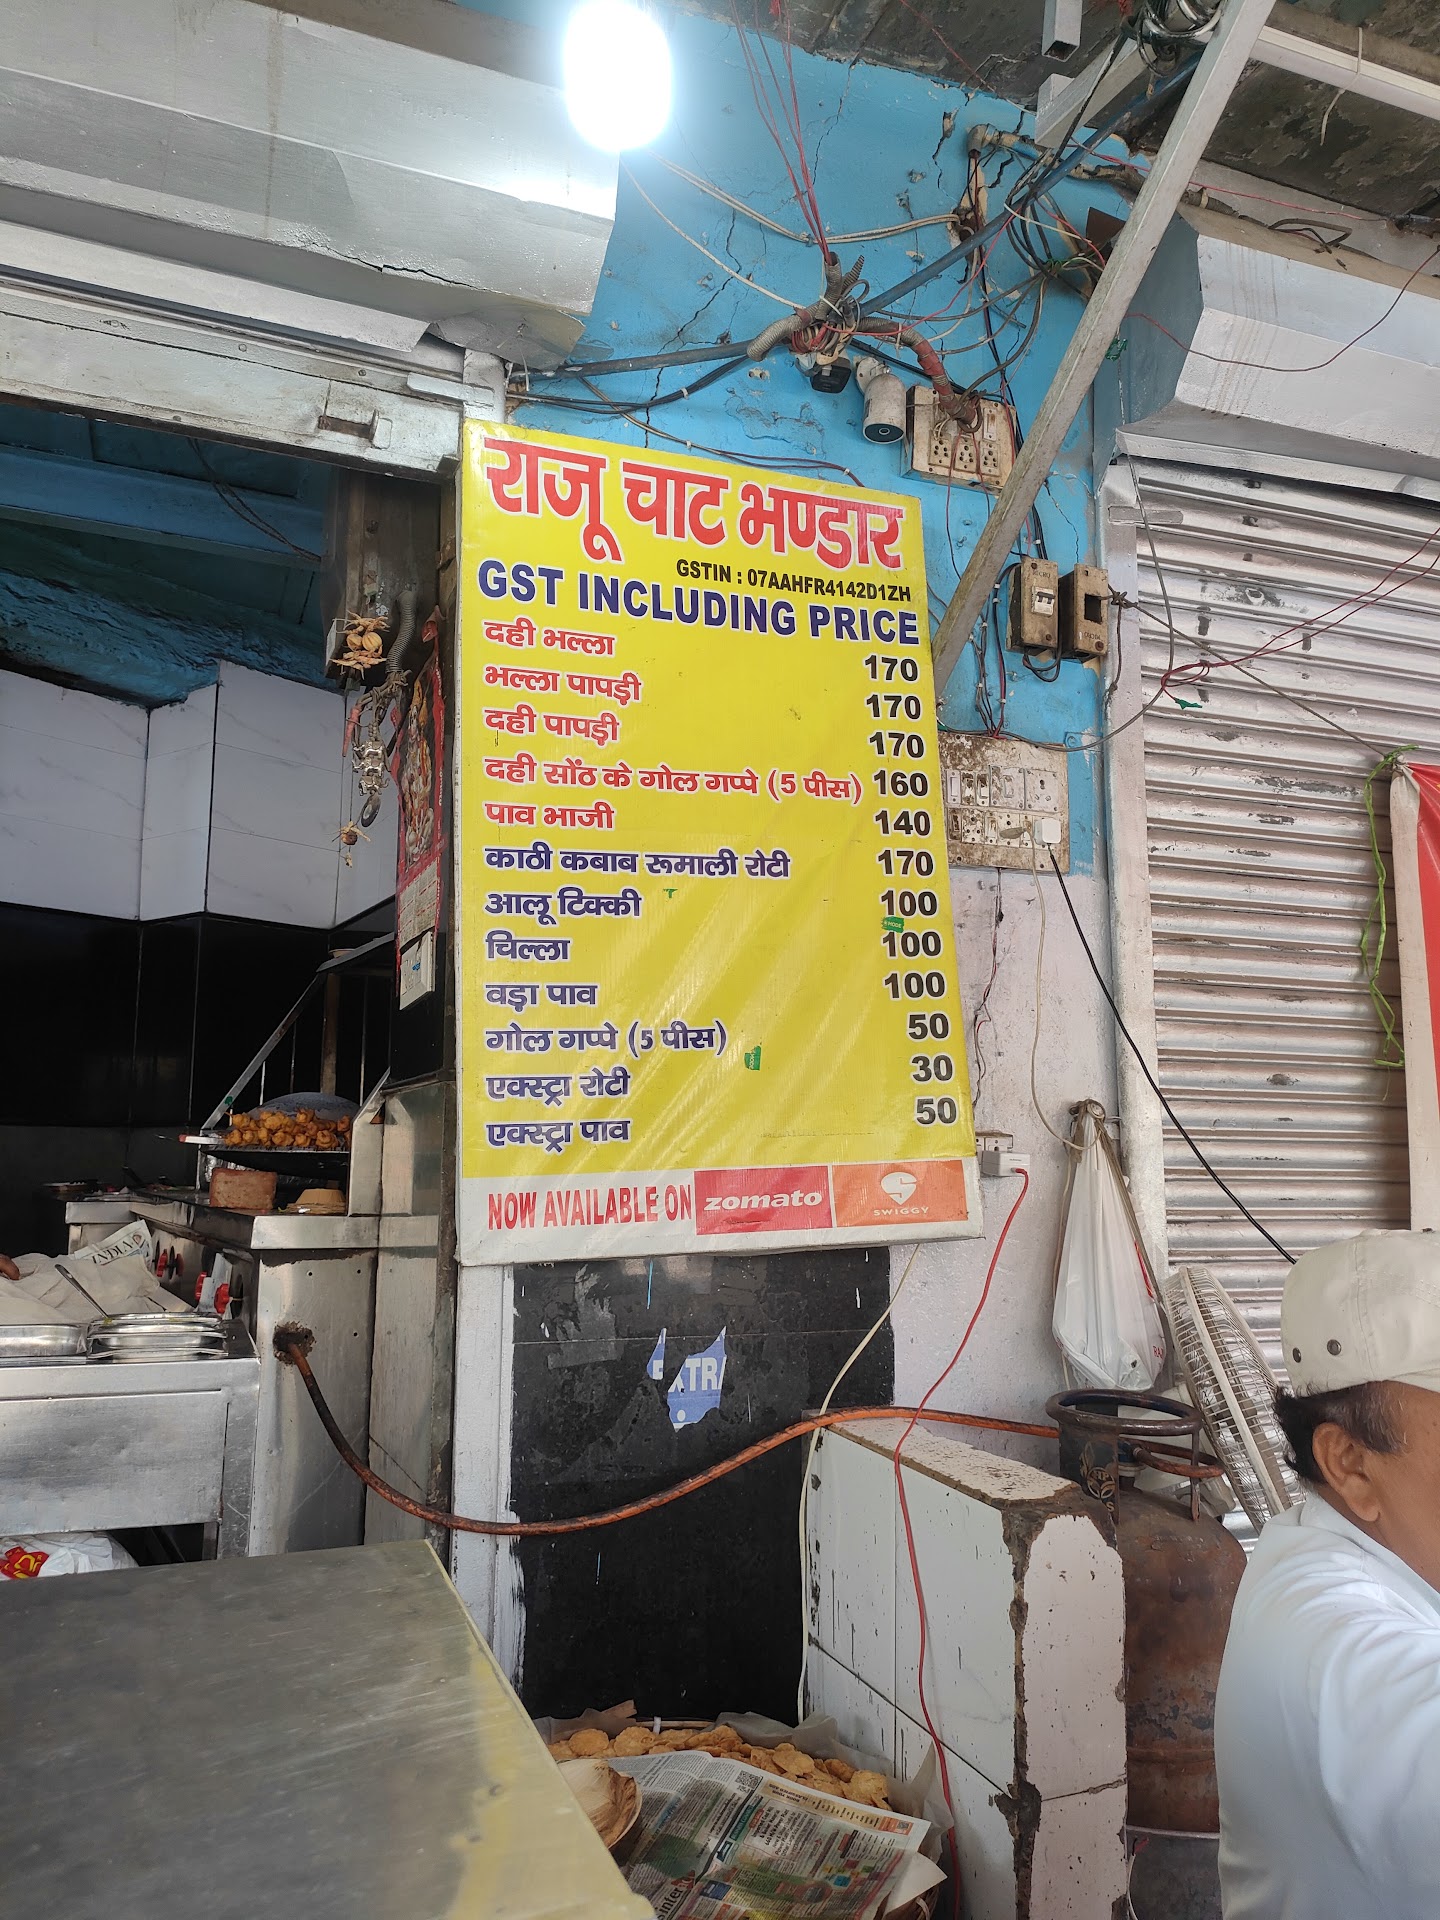 राजू चाट भण्डार
GSTIN : 07AAHFR4142D1ZH
GST INCLUDING PRICE
दही भल्ला 170
भल्ला पापड़ी 170
दही पापड़ी 170
दही सोंठ के गोल गप्पे (5 पीस) 160
पाव भाजी 140
काठी कबाब रूमाली रोटी 170
आलू टिक्की 100
चिल्ला 100
वड़ा पाव 100
गोल गप्पे (5 पीस) 50
एक्स्ट्रा रोटी 30
एक्स्ट्रा पाव 50
NOW AVAILABLE ON zomato SWIGGY